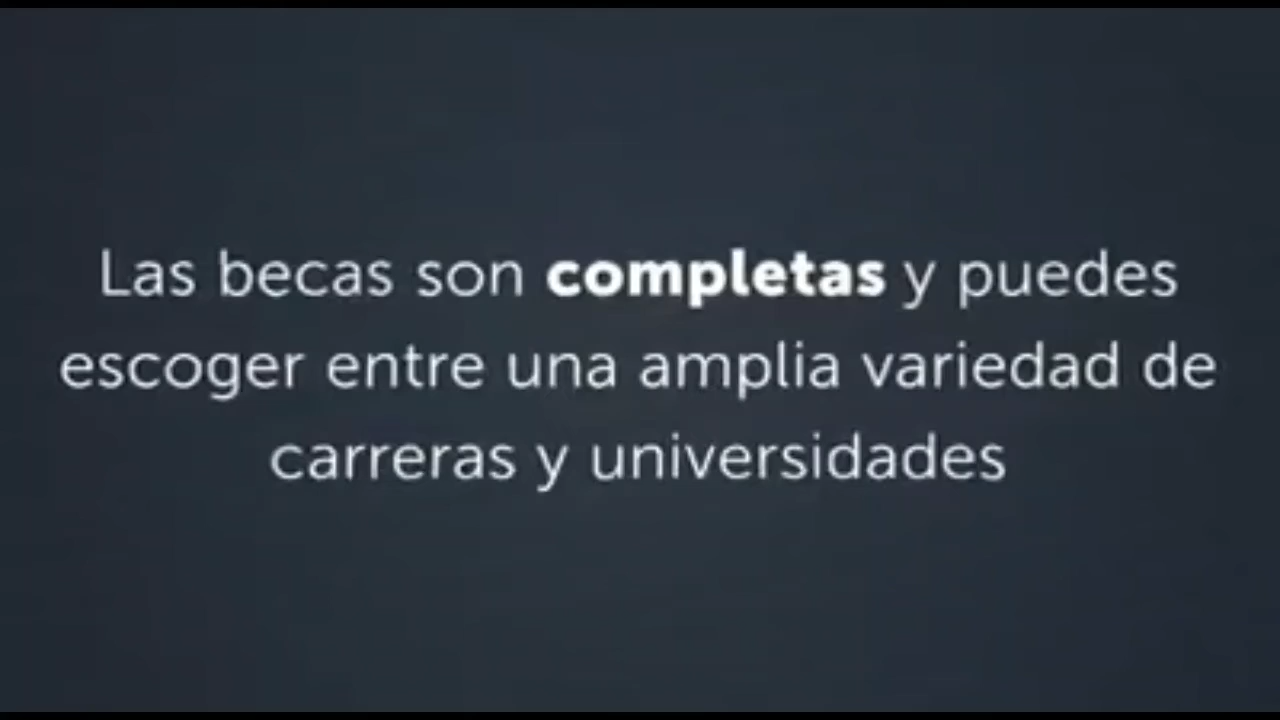 Las becas son completas y puedes
escoger entre una amplia variedad de
carreras y universidades